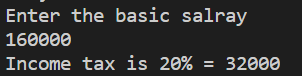 Enter the basic salray
160000
Income tax is 20% = 32000